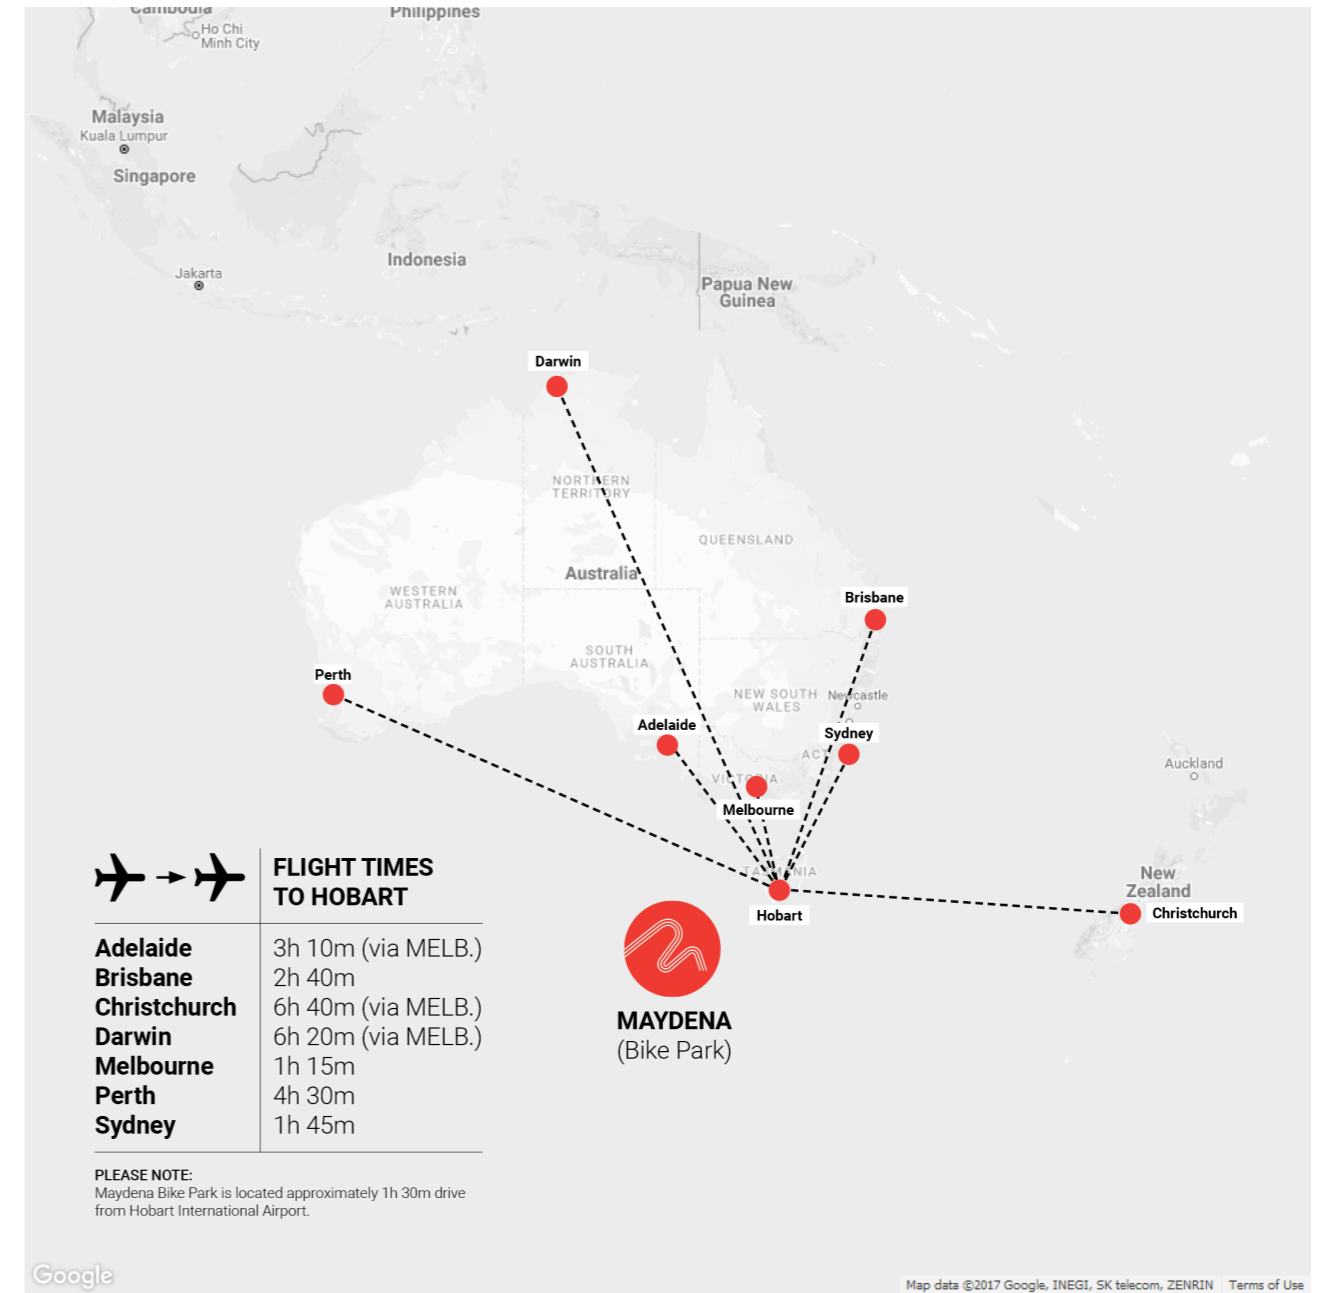 Cambodia
Philippines
Ho Chi
Minh City
Malaysia
Kuala Lumpur
Singapore
Indonesia
Jakarta
Papua New
Guinea
Darwin
NORTHERN
TERRITORY
QUEENSLAND
Australia
WESTERN
AUSTRALIA
Brisbane
SOUTH
AUSTRALIA
Perth
NEW SOUTH
WALES
Newcastle
Adelaide
Sydney
ACT
VICTORIA
Melbourne
Auckland
TASMANIA
Hobart
New
Zealand
Christchurch
FLIGHT TIMES
TO HOBART
Adelaide 3h 10m (via MELB.)
Brisbane 2h 40m
Christchurch 6h 40m (via MELB.)
Darwin 6h 20m (via MELB.)
Melbourne 1h 15m
Perth 4h 30m
Sydney 1h 45m
MAYDENA
(Bike Park)
PLEASE NOTE:
Maydena Bike Park is located approximately 1h 30m drive
from Hobart International Airport.
Google
Map data ©2017 Google, INEGI, SK telecom, ZENRIN Terms of Use